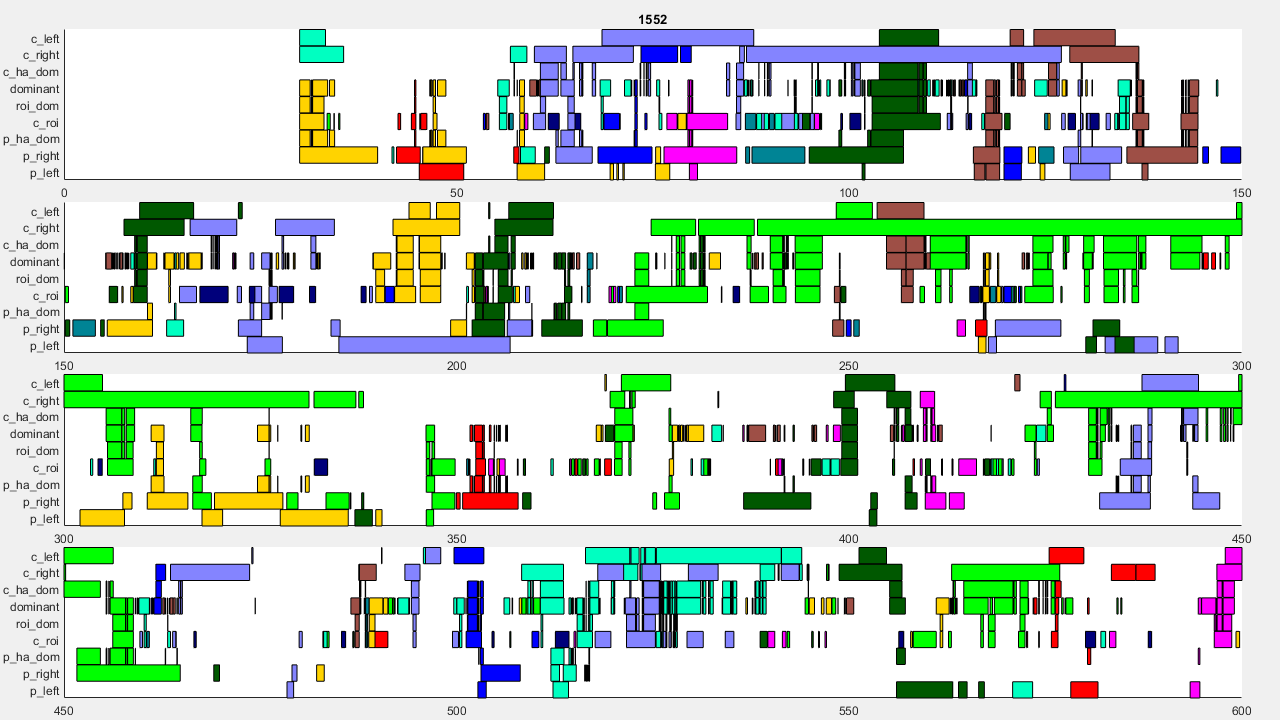 1552
c_left
c_right
c_ha_dom
dominant
roi_dom
c_roi
p_ha_dom
p_right
p_left
0 50 100 150
c_left
c_right
c_ha_dom
dominant
roi_dom
c_roi
p_ha_dom
p_right
p_left
150 200 250 300
c_left
c_right
c_ha_dom
dominant
roi_dom
c_roi
p_ha_dom
p_right
p_left
300 350 400 450
c_left
c_right
c_ha_dom
dominant
roi_dom
c_roi
p_ha_dom
p_right
p_left
450 500 550 600